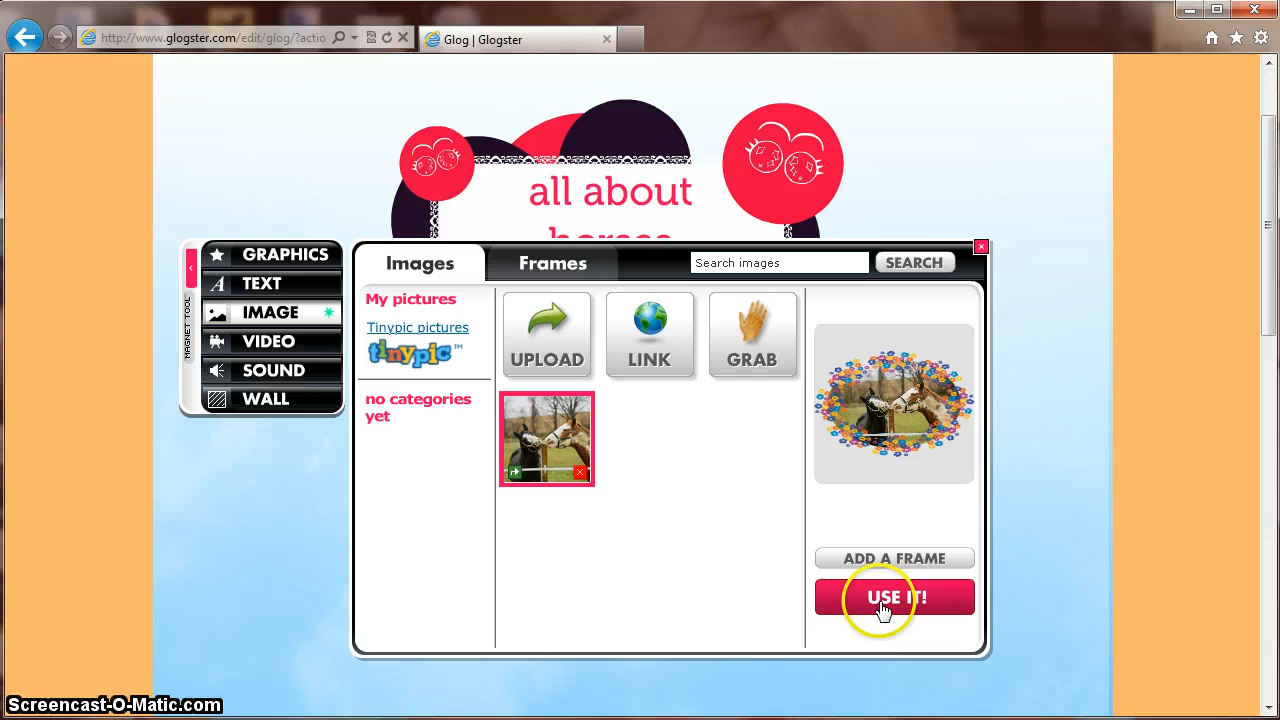 http://www.glogster.com/edit/glog/?actio
Glog | Glogster
all about
horses
MAGNET TOOL
GRAPHICS
TEXT
IMAGE
VIDEO
SOUND
WALL
Images
Frames
Search images
SEARCH
My pictures
Tinypic pictures
tinypic™
no categories
yet
UPLOAD
LINK
GRAB
ADD A FRAME
USE IT!
Screencast-O-Matic.com